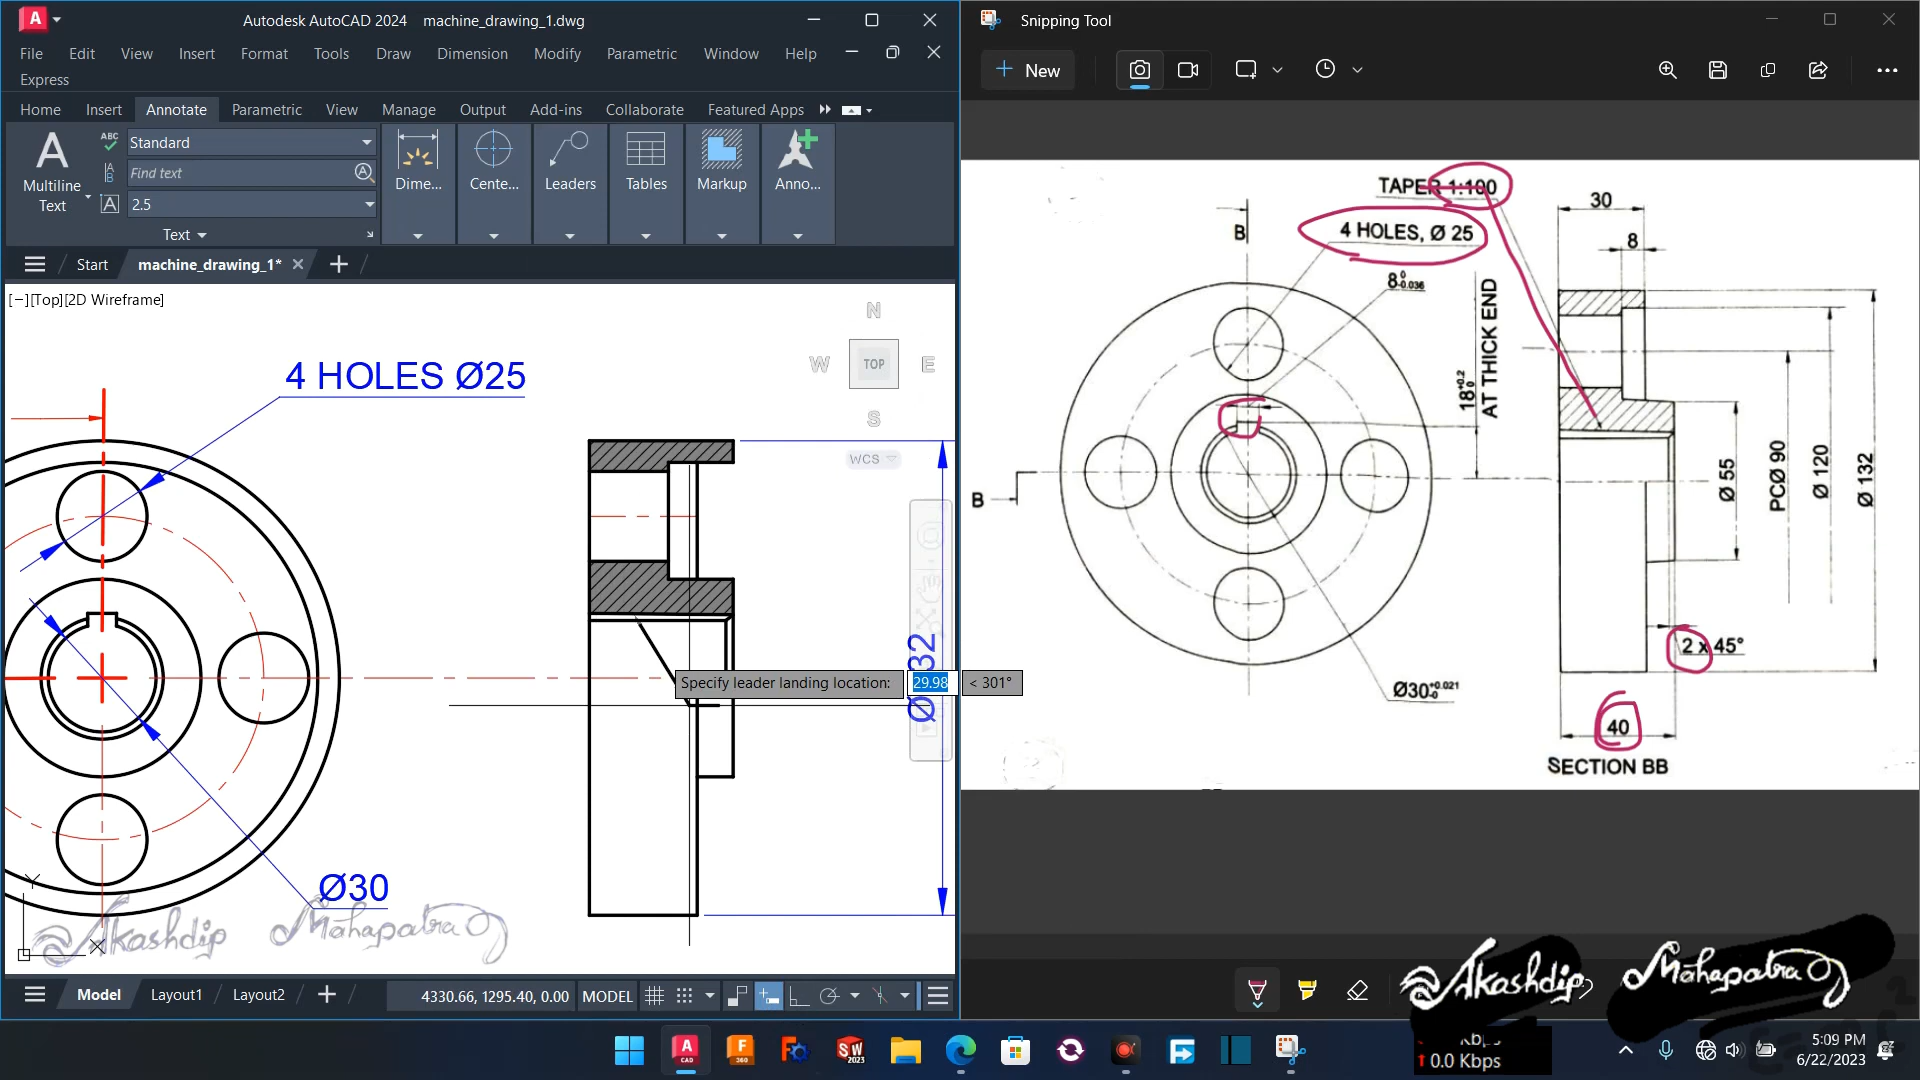 Autodesk AutoCAD 2024 machine_drawing_1.dwg
File Edit View Insert Format Tools Draw Dimension Modify Parametric Window Help
Express
Home Insert Annotate Parametric View Manage Output Add-ins Collaborate Featured Apps
Multiline Text
ABC
Standard
Find text
2.5
Text
Dime...
Cente...
Leaders
Tables
Markup
Anno...
Start machine_drawing_1*
[−][Top][2D Wireframe]
N
W TOP E
S
WCS
4 HOLES Ø25
Ø30
Specify leader landing location: 29.98 < 301°
Y
X
Akashdip Mahapatra
Model Layout1 Layout2
4330.66, 1295.40, 0.00 MODEL
Snipping Tool
New
TAPER 1:100
4 HOLES, Ø 25
B
8 0 -0.036
18 +0.2 0
AT THICK END
30
8
B
Ø 55
PCØ 90
Ø 120
Ø 132
2 x 45°
Ø30 +0.021 -0
40
SECTION BB
Akashdip Mahapatra
0.0 Kbps
5:09 PM
6/22/2023